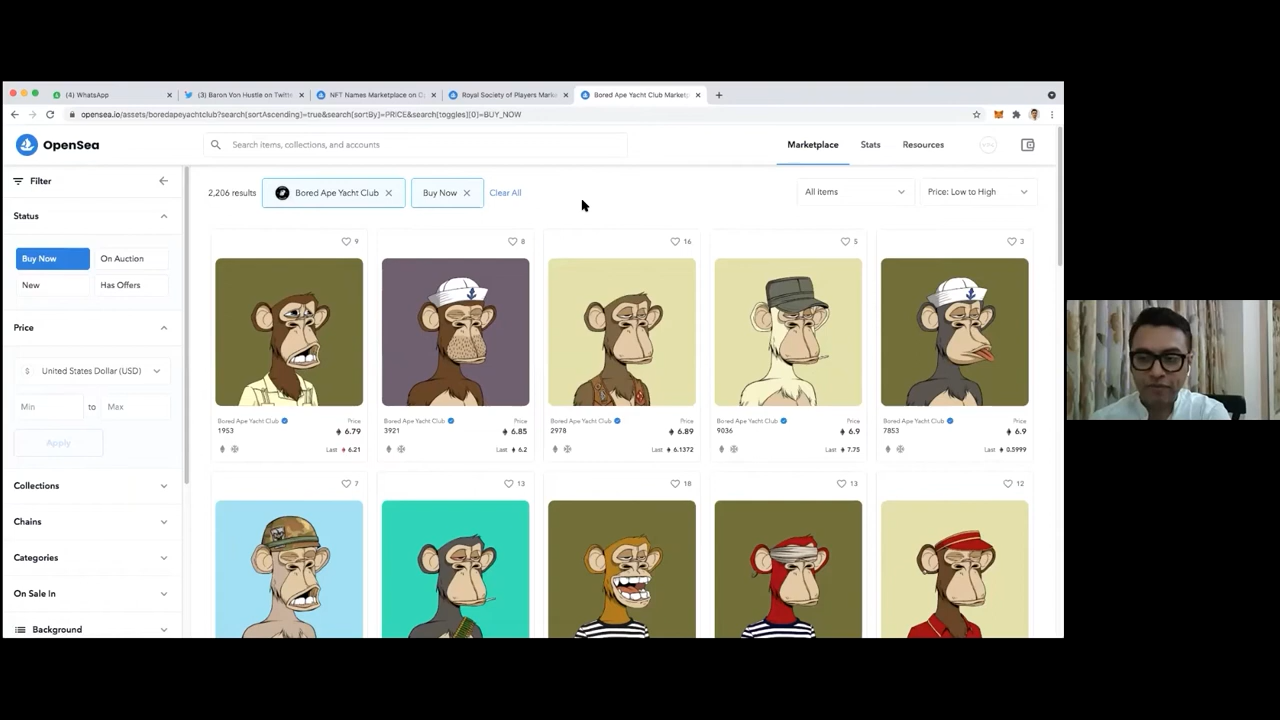 (4) WhatsApp
(3) Baron Von Hustle on Twitte
NFT Names Marketplace on O
Royal Society of Players Marke
Bored Ape Yacht Club Marketp
opensea.io/assets/boredapeyachtclub?search[sortAscending]=true&search[sortBy]=PRICE&search[toggles][0]=BUY_NOW
OpenSea
Search items, collections, and accounts
Marketplace
Stats
Resources
Filter
2,206 results
Bored Ape Yacht Club
Buy Now
Clear All
All items
Price: Low to High
Status
Buy Now
On Auction
New
Has Offers
Price
$ United States Dollar (USD)
Min
to
Max
Apply
Collections
Chains
Categories
On Sale In
Background
9
8
16
5
3
Bored Ape Yacht Club Price
1953 6.79
Last 6.21
Bored Ape Yacht Club Price
3921 6.85
Last 6.2
Bored Ape Yacht Club Price
2978 6.89
Last 6.1372
Bored Ape Yacht Club Price
9036 6.9
Last 7.75
Bored Ape Yacht Club Price
7853 6.9
Last 0.5999
7
13
18
13
12